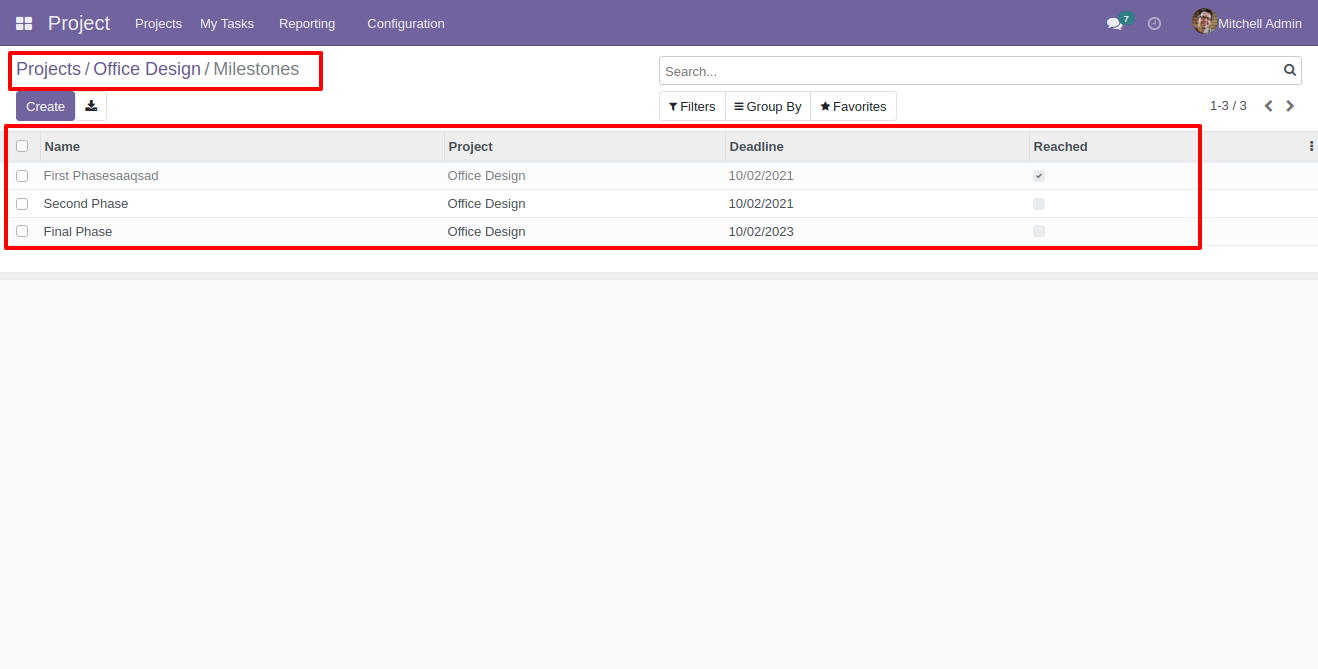 Project Projects My Tasks Reporting Configuration 7 Mitchell Admin
Projects / Office Design / Milestones
Search...
Create Filters Group By Favorites 1-3 / 3
Name Project Deadline Reached
First Phasesaaqsad Office Design 10/02/2021
Second Phase Office Design 10/02/2021
Final Phase Office Design 10/02/2023